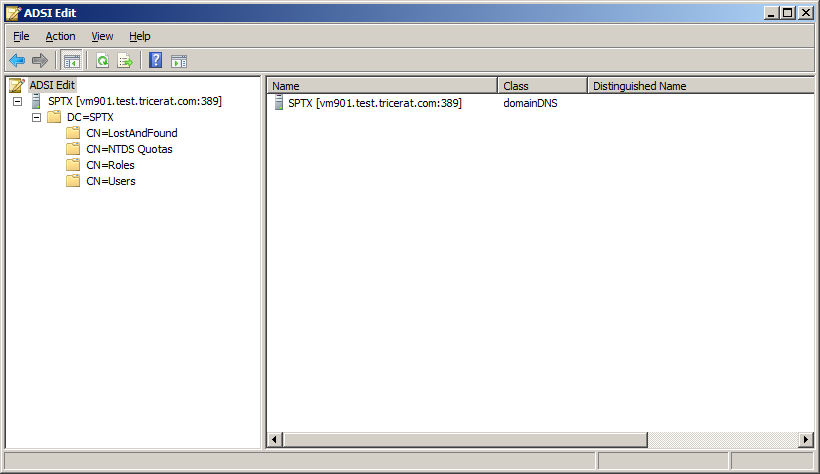 ADSI Edit
File Action View Help
ADSI Edit
SPTX [vm901.test.tricerat.com:389]
DC=SPTX
CN=LostAndFound
CN=NTDS Quotas
CN=Roles
CN=Users
Name Class Distinguished Name
SPTX [vm901.test.tricerat.com:389] domainDNS